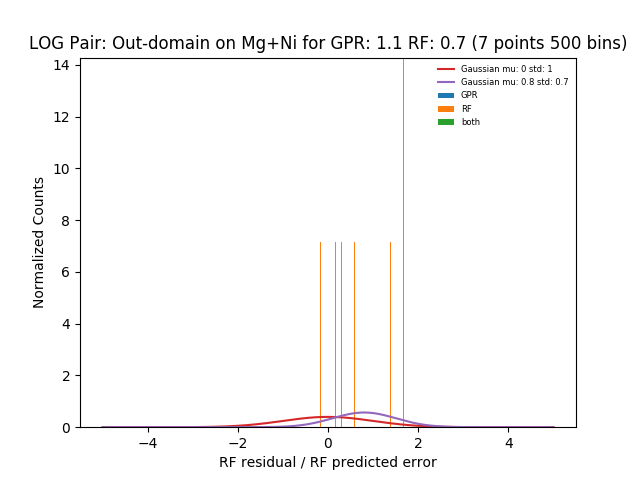 LOG Pair: Out-domain on Mg+Ni for GPR: 1.1 RF: 0.7 (7 points 500 bins)
Gaussian mu: 0 std: 1
Gaussian mu: 0.8 std: 0.7
GPR
RF
both
Normalized Counts
14
12
10
8
6
4
2
0
−4
−2
0
2
4
RF residual / RF predicted error